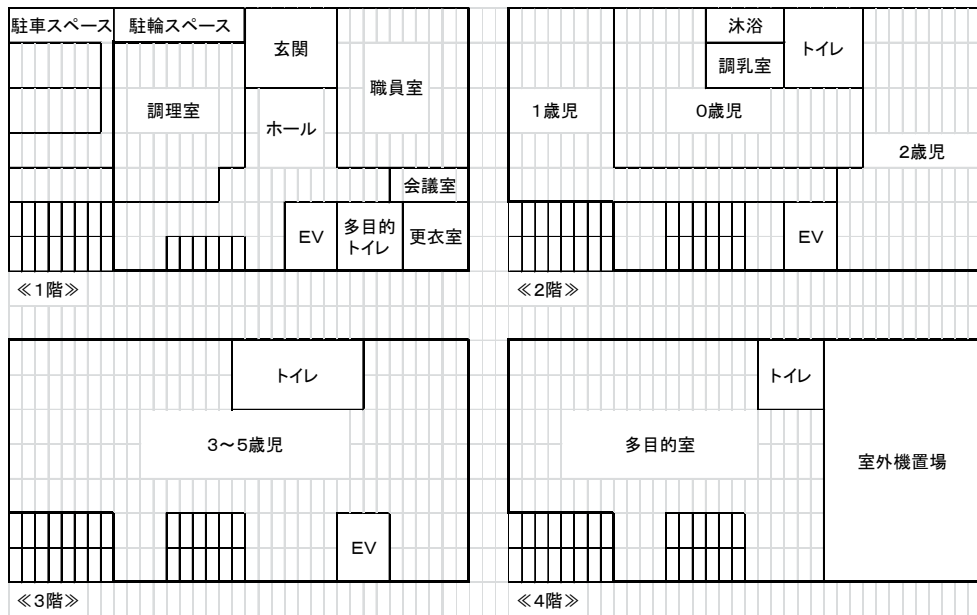 駐車スペース
駐輪スペース
玄関
職員室
調理室
ホール
会議室
EV
多目的
トイレ
更衣室
≪1階≫
沐浴
トイレ
調乳室
1歳児
0歳児
2歳児
EV
≪2階≫
トイレ
3~5歳児
EV
≪3階≫
トイレ
多目的室
室外機置場
≪4階≫